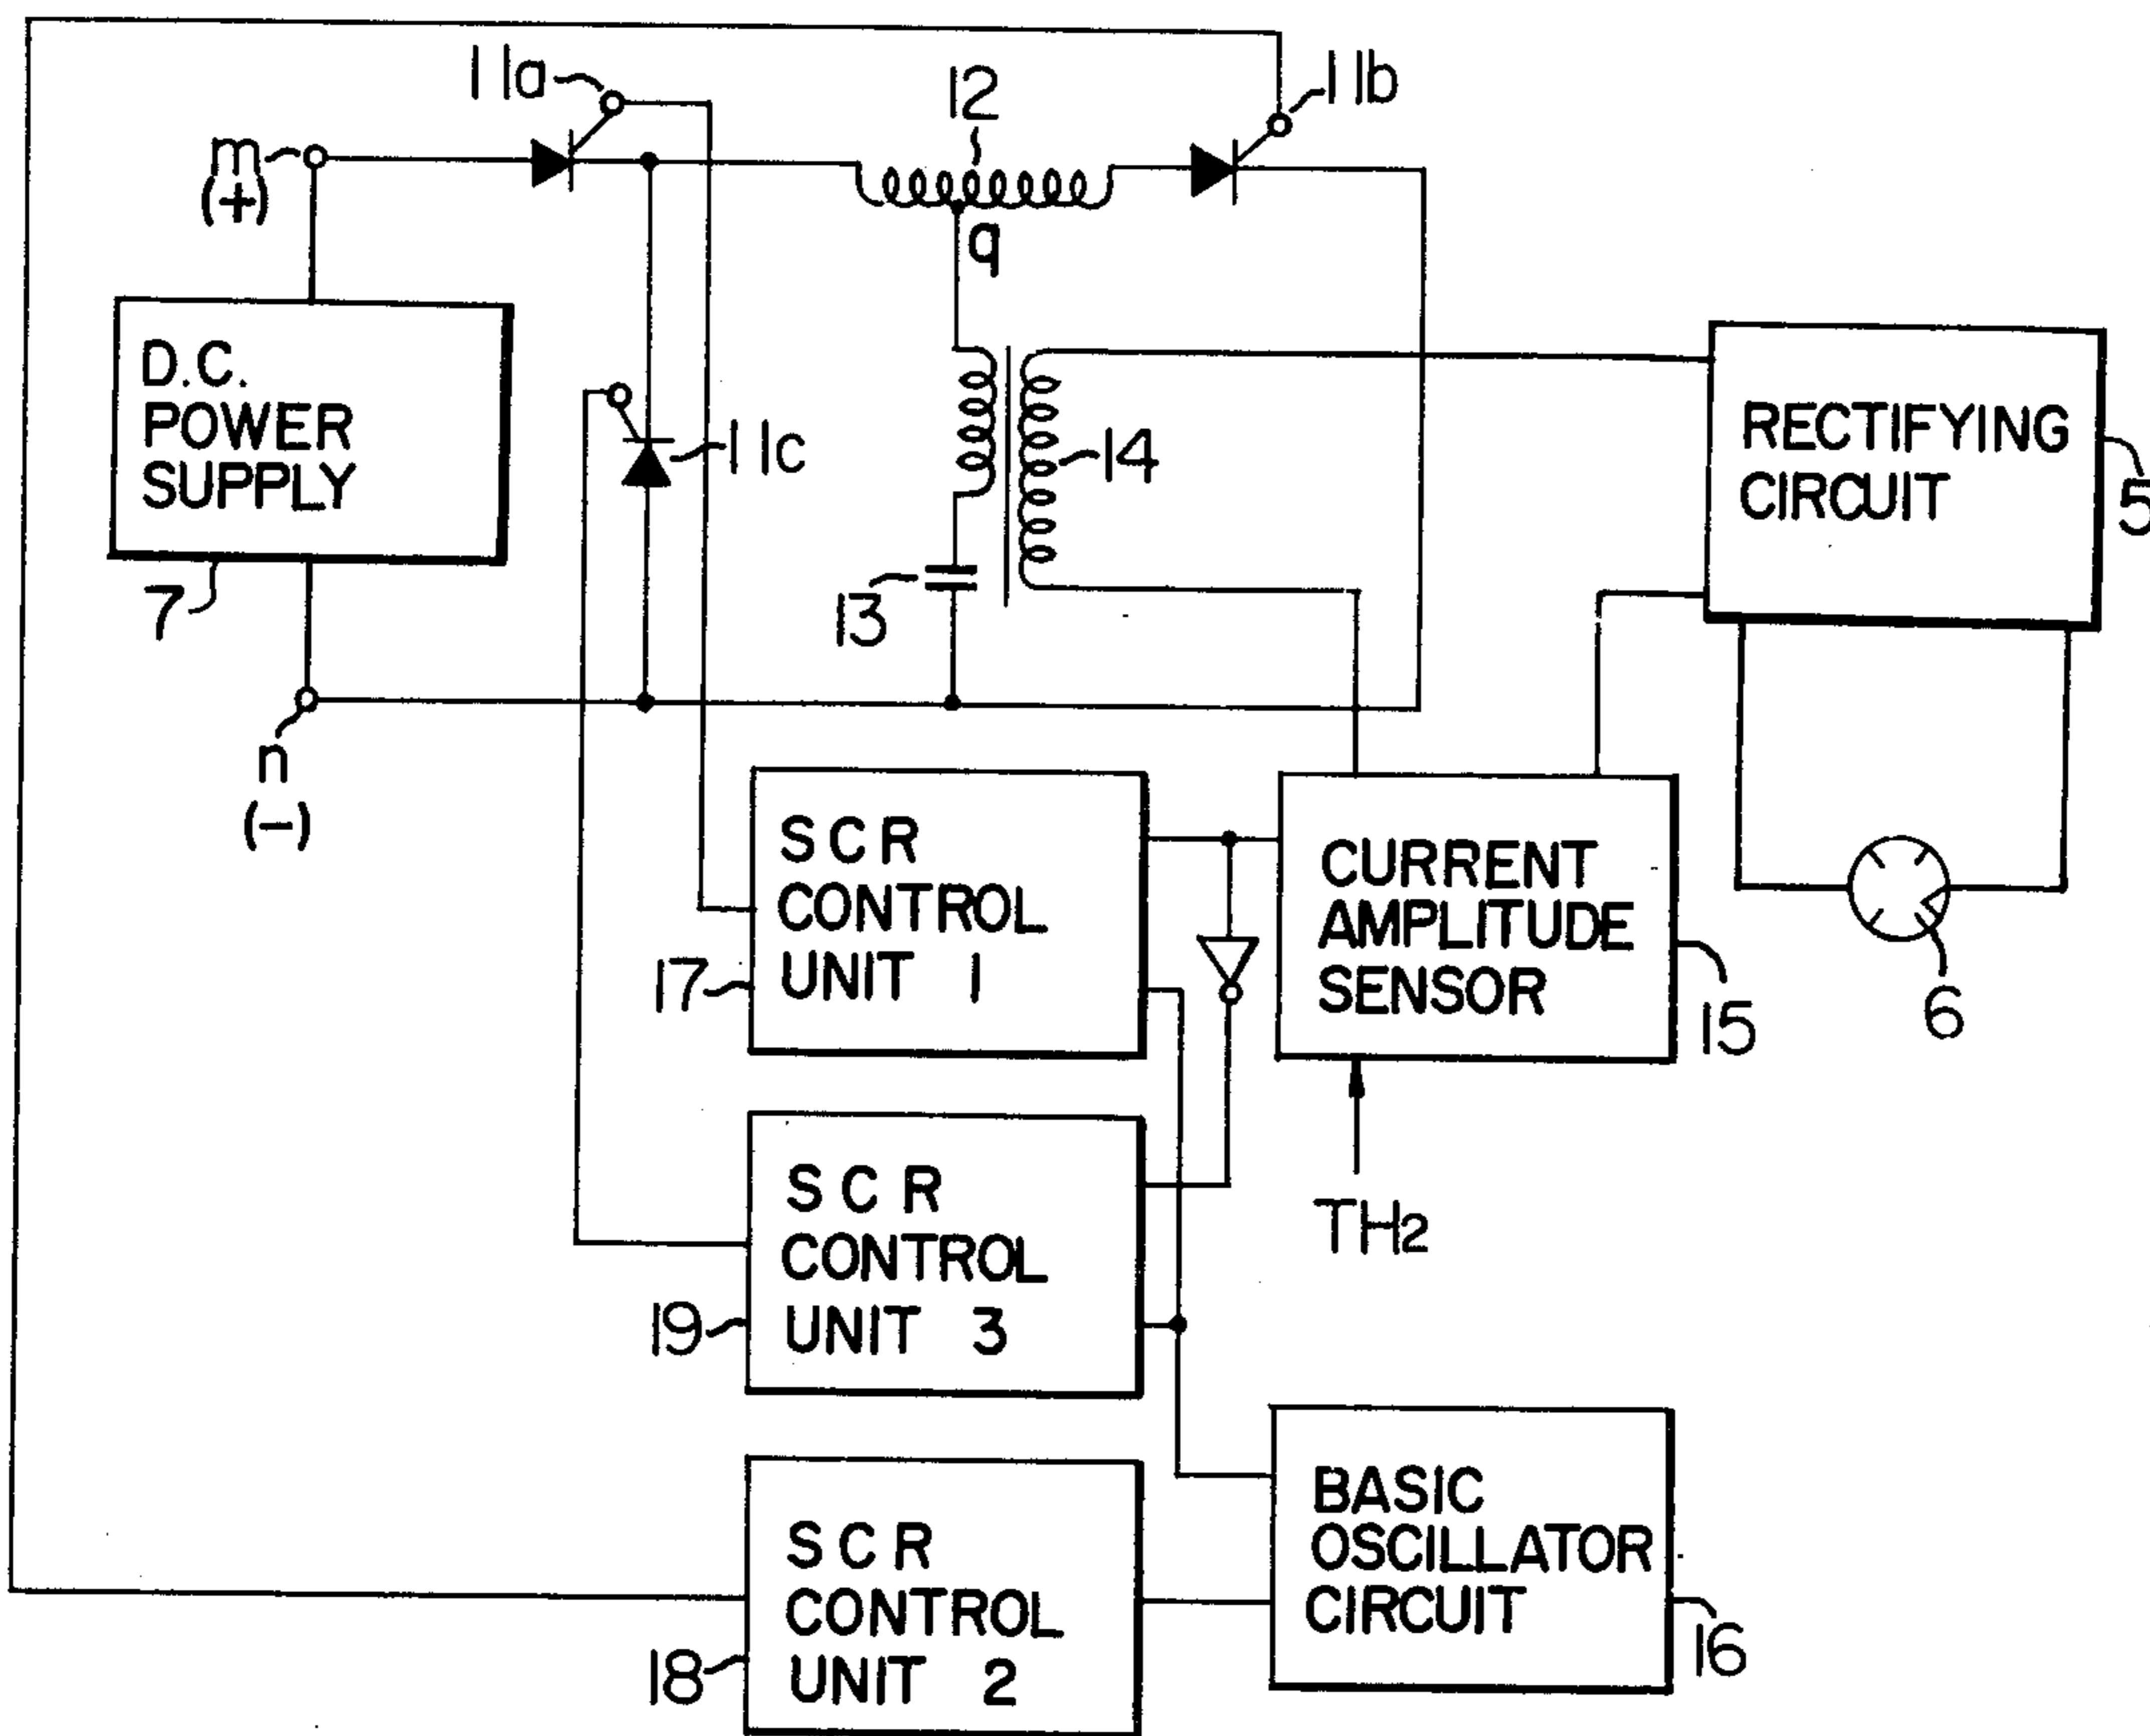 11a
12
11b
m
(+)
q
D.C.
POWER
SUPPLY
7
11c
14
13
RECTIFYING
CIRCUIT
5
n
(-)
SCR
CONTROL
UNIT 1
17
CURRENT
AMPLITUDE
SENSOR
15
6
TH2
SCR
CONTROL
UNIT 3
19
SCR
CONTROL
UNIT 2
18
BASIC
OSCILLATOR
CIRCUIT
16